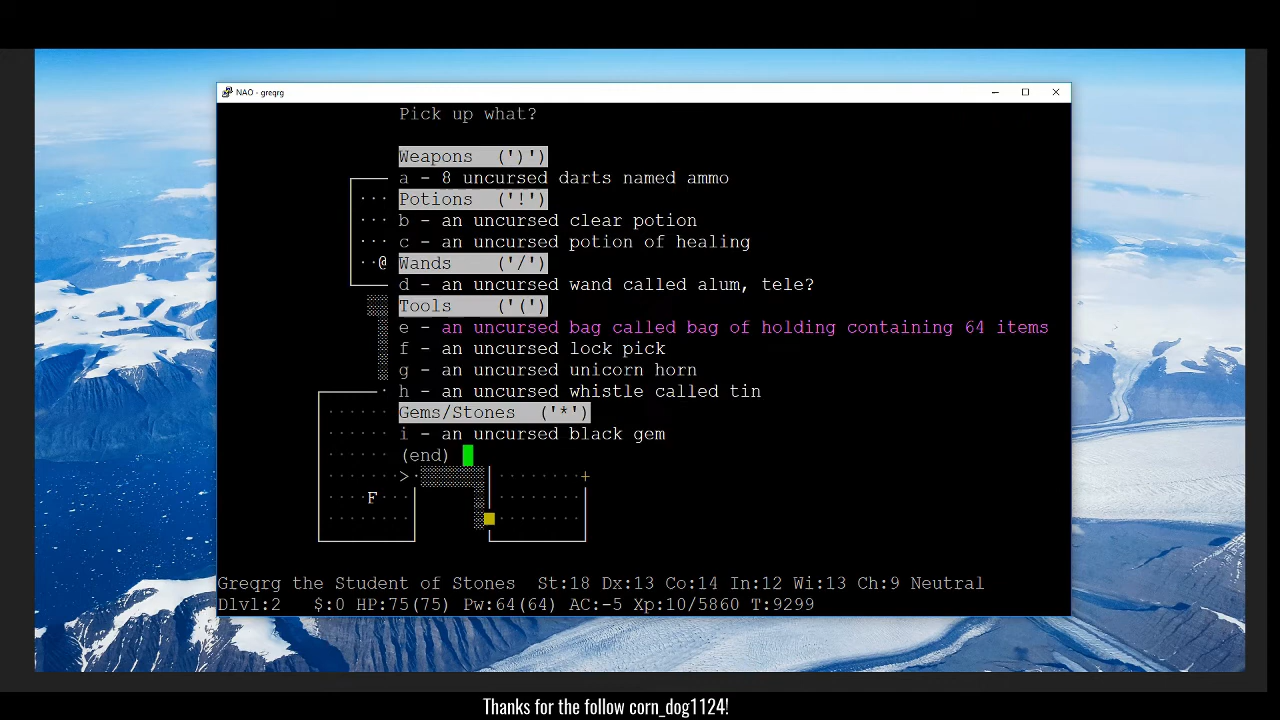 NAO - greqrg
Pick up what?
Weapons (')')
a - 8 uncursed darts named ammo
Potions ('!')
b - an uncursed clear potion
c - an uncursed potion of healing
Wands ('/')
d - an uncursed wand called alum, tele?
Tools ('(')
e - an uncursed bag called bag of holding containing 64 items
f - an uncursed lock pick
g - an uncursed unicorn horn
h - an uncursed whistle called tin
Gems/Stones ('*')
i - an uncursed black gem
(end)
Greqrg the Student of Stones St:18 Dx:13 Co:14 In:12 Wi:13 Ch:9 Neutral
Dlvl:2 $:0 HP:75(75) Pw:64(64) AC:-5 Xp:10/5860 T:9299
Thanks for the follow corn_dog1124!